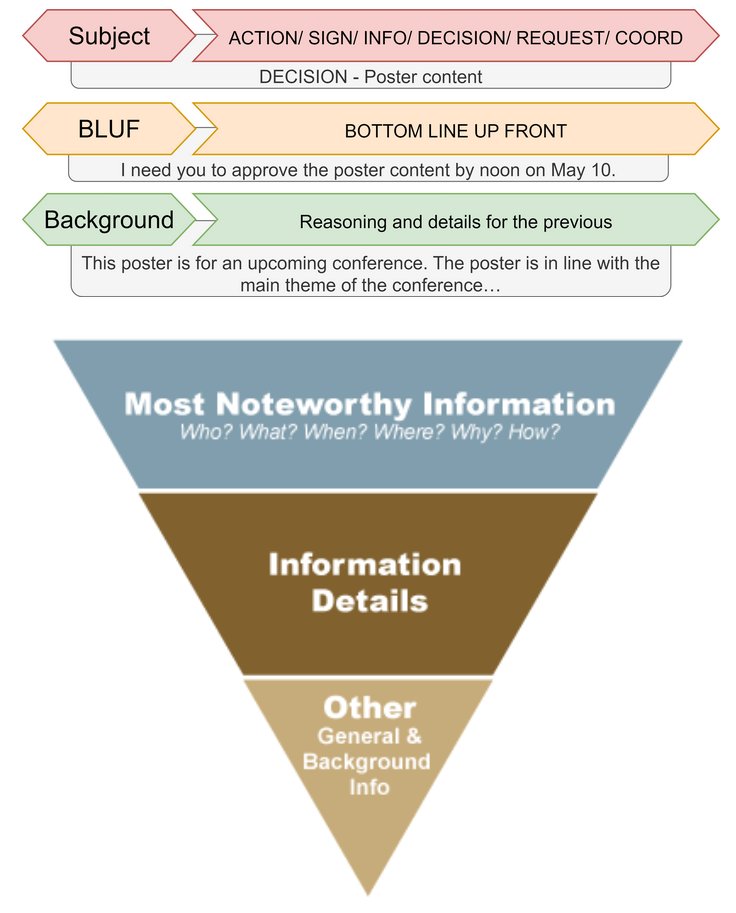 Subject
ACTION/ SIGN/ INFO/ DECISION/ REQUEST/ COORD
DECISION - Poster content
BLUF
BOTTOM LINE UP FRONT
I need you to approve the poster content by noon on May 10.
Background
Reasoning and details for the previous
This poster is for an upcoming conference. The poster is in line with the
main theme of the conference…
Most Noteworthy Information
Who? What? When? Where? Why? How?
Information
Details
Other
General &
Background
Info